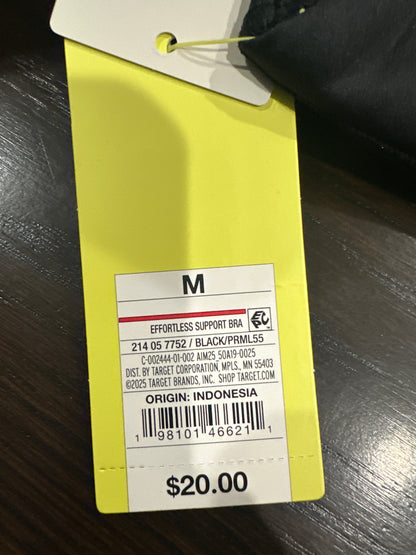 M
EFFORTLESS SUPPORT BRA
214 05 7752 / BLACK/PRML55
C-002444-01-002 AIM25 50A19-0025
DIST. BY TARGET CORPORATION, MPLS., MN 55403
©2025 TARGET BRANDS, INC. SHOP TARGET.COM
ORIGIN: INDONESIA
1 98101 46621 1
$20.00